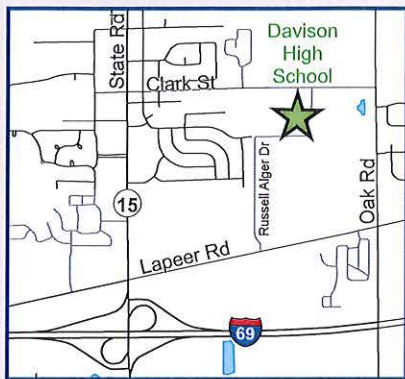 Davison
High
School
State Rd
Clark St
Russell Alger Dr
Oak Rd
15
Lapeer Rd
69